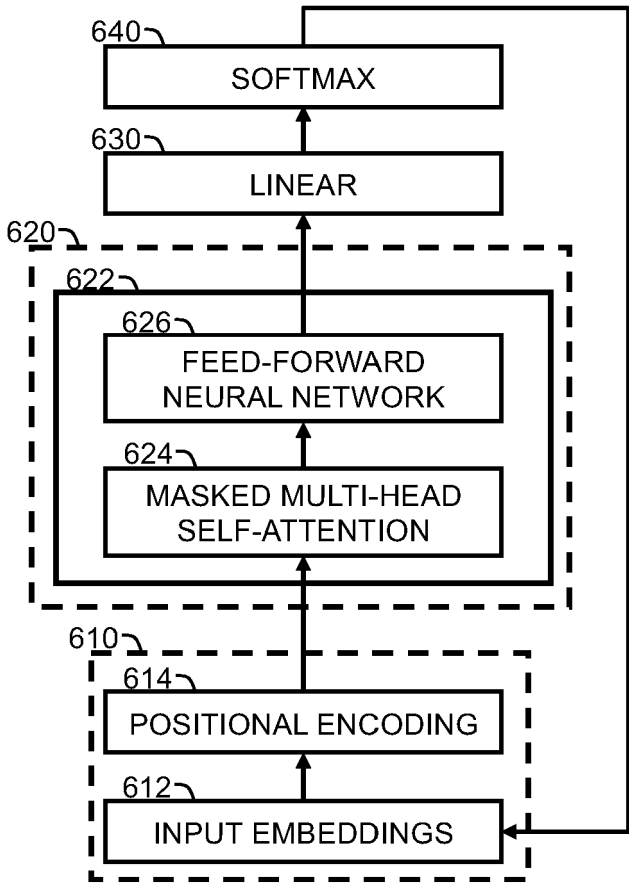 640
SOFTMAX
630
LINEAR
620
622
626
FEED-FORWARD
NEURAL NETWORK
624
MASKED MULTI-HEAD
SELF-ATTENTION
610
614
POSITIONAL ENCODING
612
INPUT EMBEDDINGS